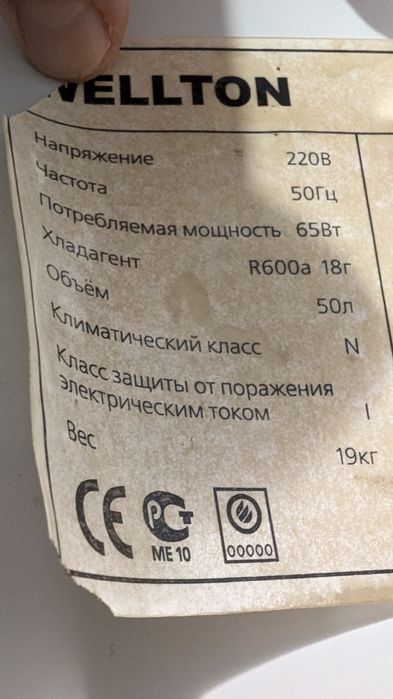 WELLTON
Напряжение 220В
Частота 50Гц
Потребляемая мощность 65Вт
Хладагент R600a 18г
Объём 50л
Климатический класс N
Класс защиты от поражения
электрическим током I
Вес 19кг
CE РСТ 00000
МЕ 10